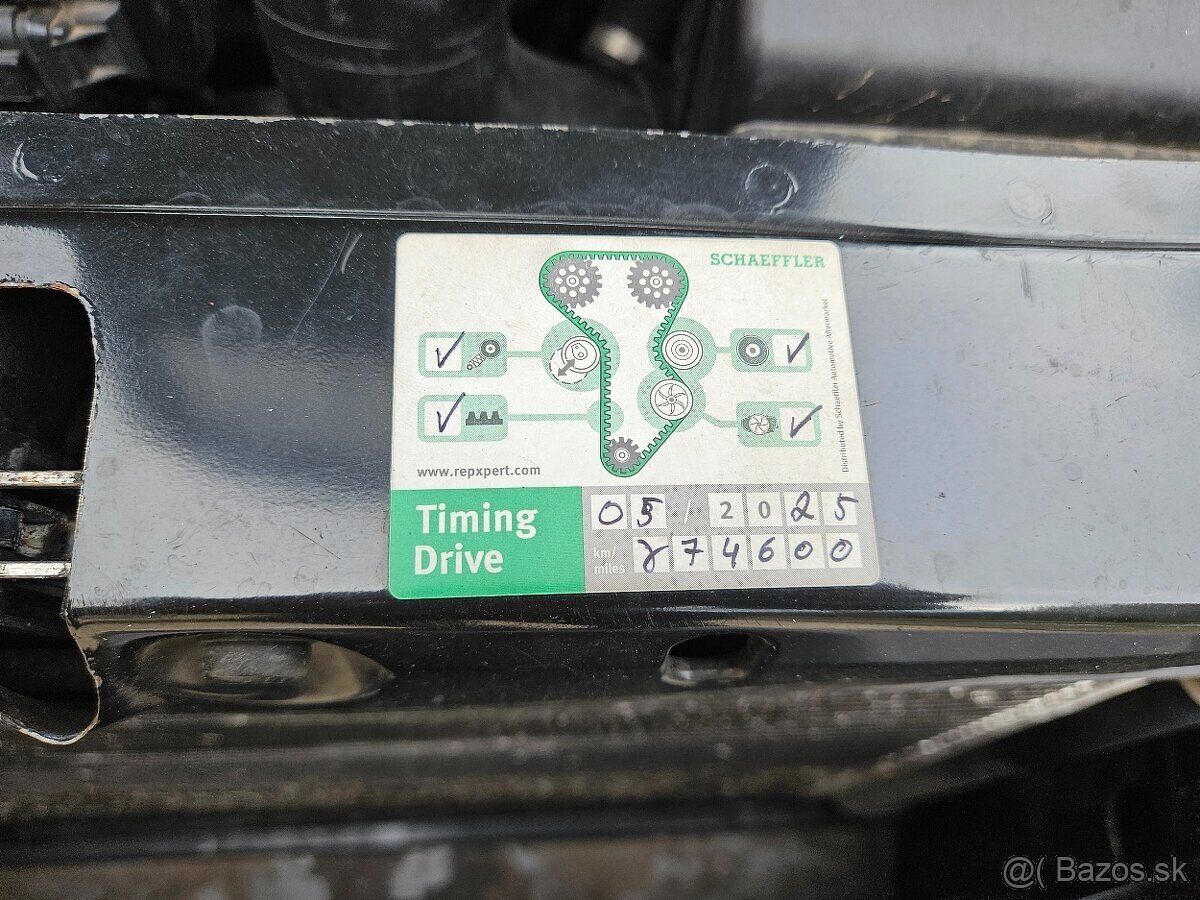 SCHAEFFLER
Distributed by Schaeffler Automotive Aftermarket
www.repxpert.com
Timing
Drive
05 / 2025
km/
miles
274600
@( Bazos.sk